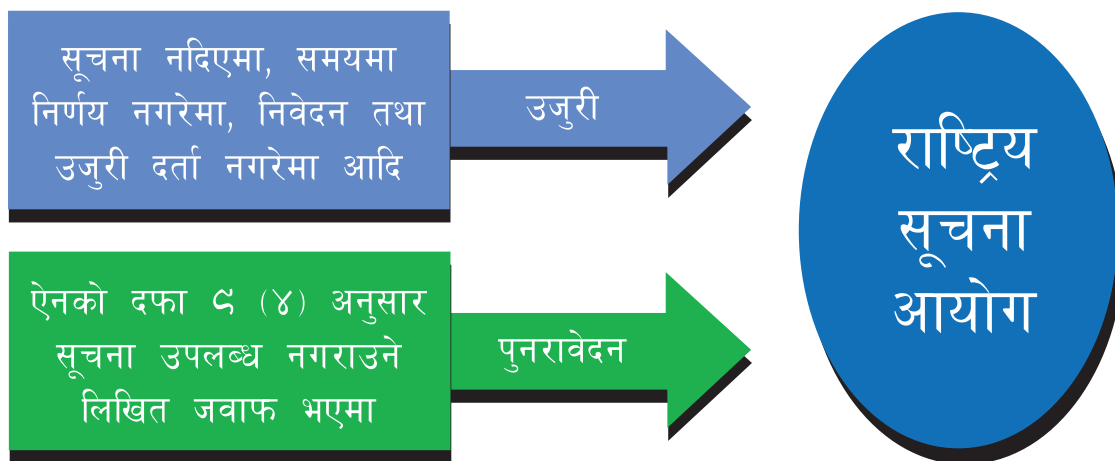 सूचना नदिएमा, समयमा
निर्णय नगरेमा, निवेदन तथा
उजुरी दर्ता नगरेमा आदि
उजुरी
ऐनको दफा ९ (४) अनुसार
सूचना उपलब्ध नगराउने
लिखित जवाफ भएमा
पुनरावेदन
राष्ट्रिय
सूचना
आयोग